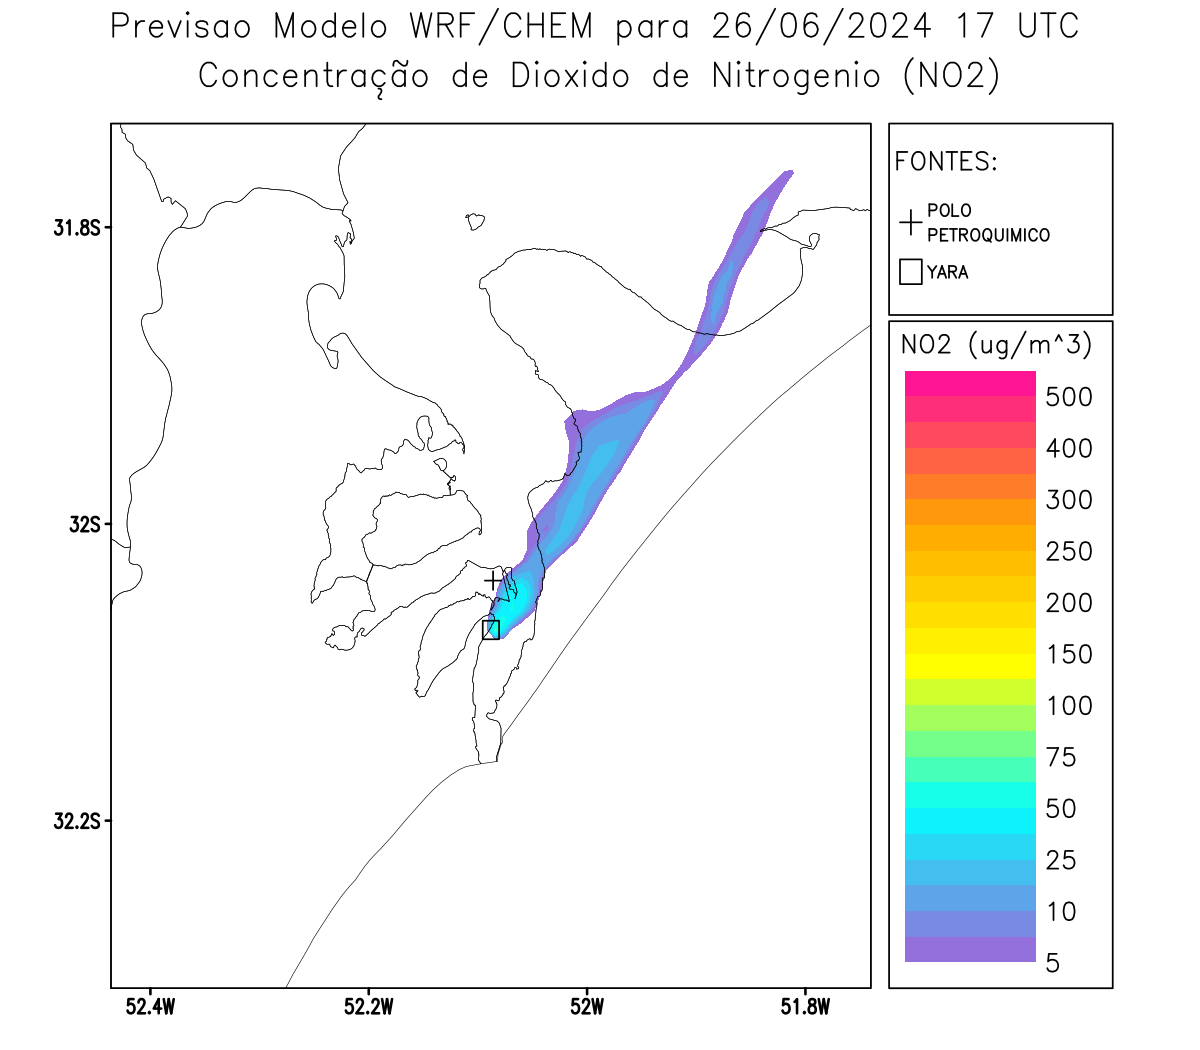 Previsao Modelo WRF/CHEM para 26/06/2024 17 UTC
Concentração de Dioxido de Nitrogenio (NO2)
FONTES:
POLO
PETROQUIMICO
YARA
31.8S
32S
32.2S
52.4W
52.2W
52W
51.8W
NO2 (ug/m^3)
500
400
300
250
200
150
100
75
50
25
10
5